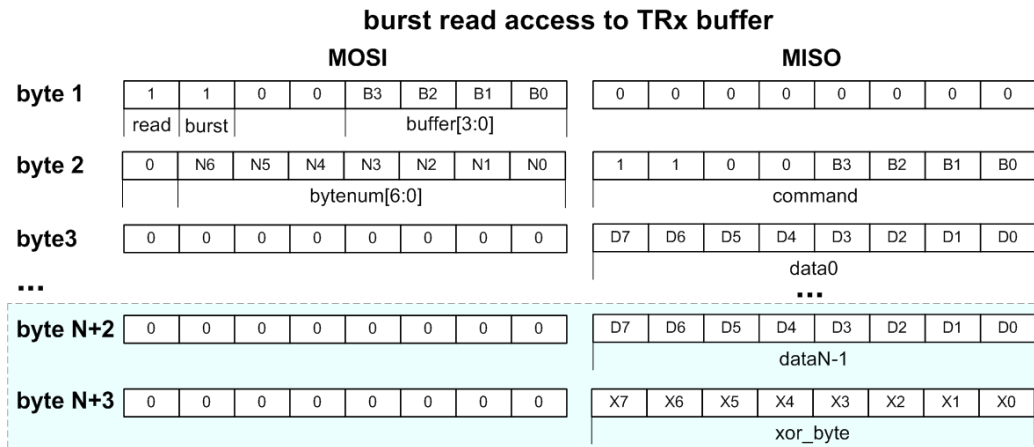 burst read access to TRx buffer
MOSI MISO
byte 1 1 1 0 0 B3 B2 B1 B0 0 0 0 0 0 0 0 0
read burst buffer[3:0]
byte 2 0 N6 N5 N4 N3 N2 N1 N0 1 1 0 0 B3 B2 B1 B0
bytenum[6:0] command
byte3 0 0 0 0 0 0 0 0 D7 D6 D5 D4 D3 D2 D1 D0
data0
... ...
byte N+2 0 0 0 0 0 0 0 0 D7 D6 D5 D4 D3 D2 D1 D0
dataN-1
byte N+3 0 0 0 0 0 0 0 0 X7 X6 X5 X4 X3 X2 X1 X0
xor_byte